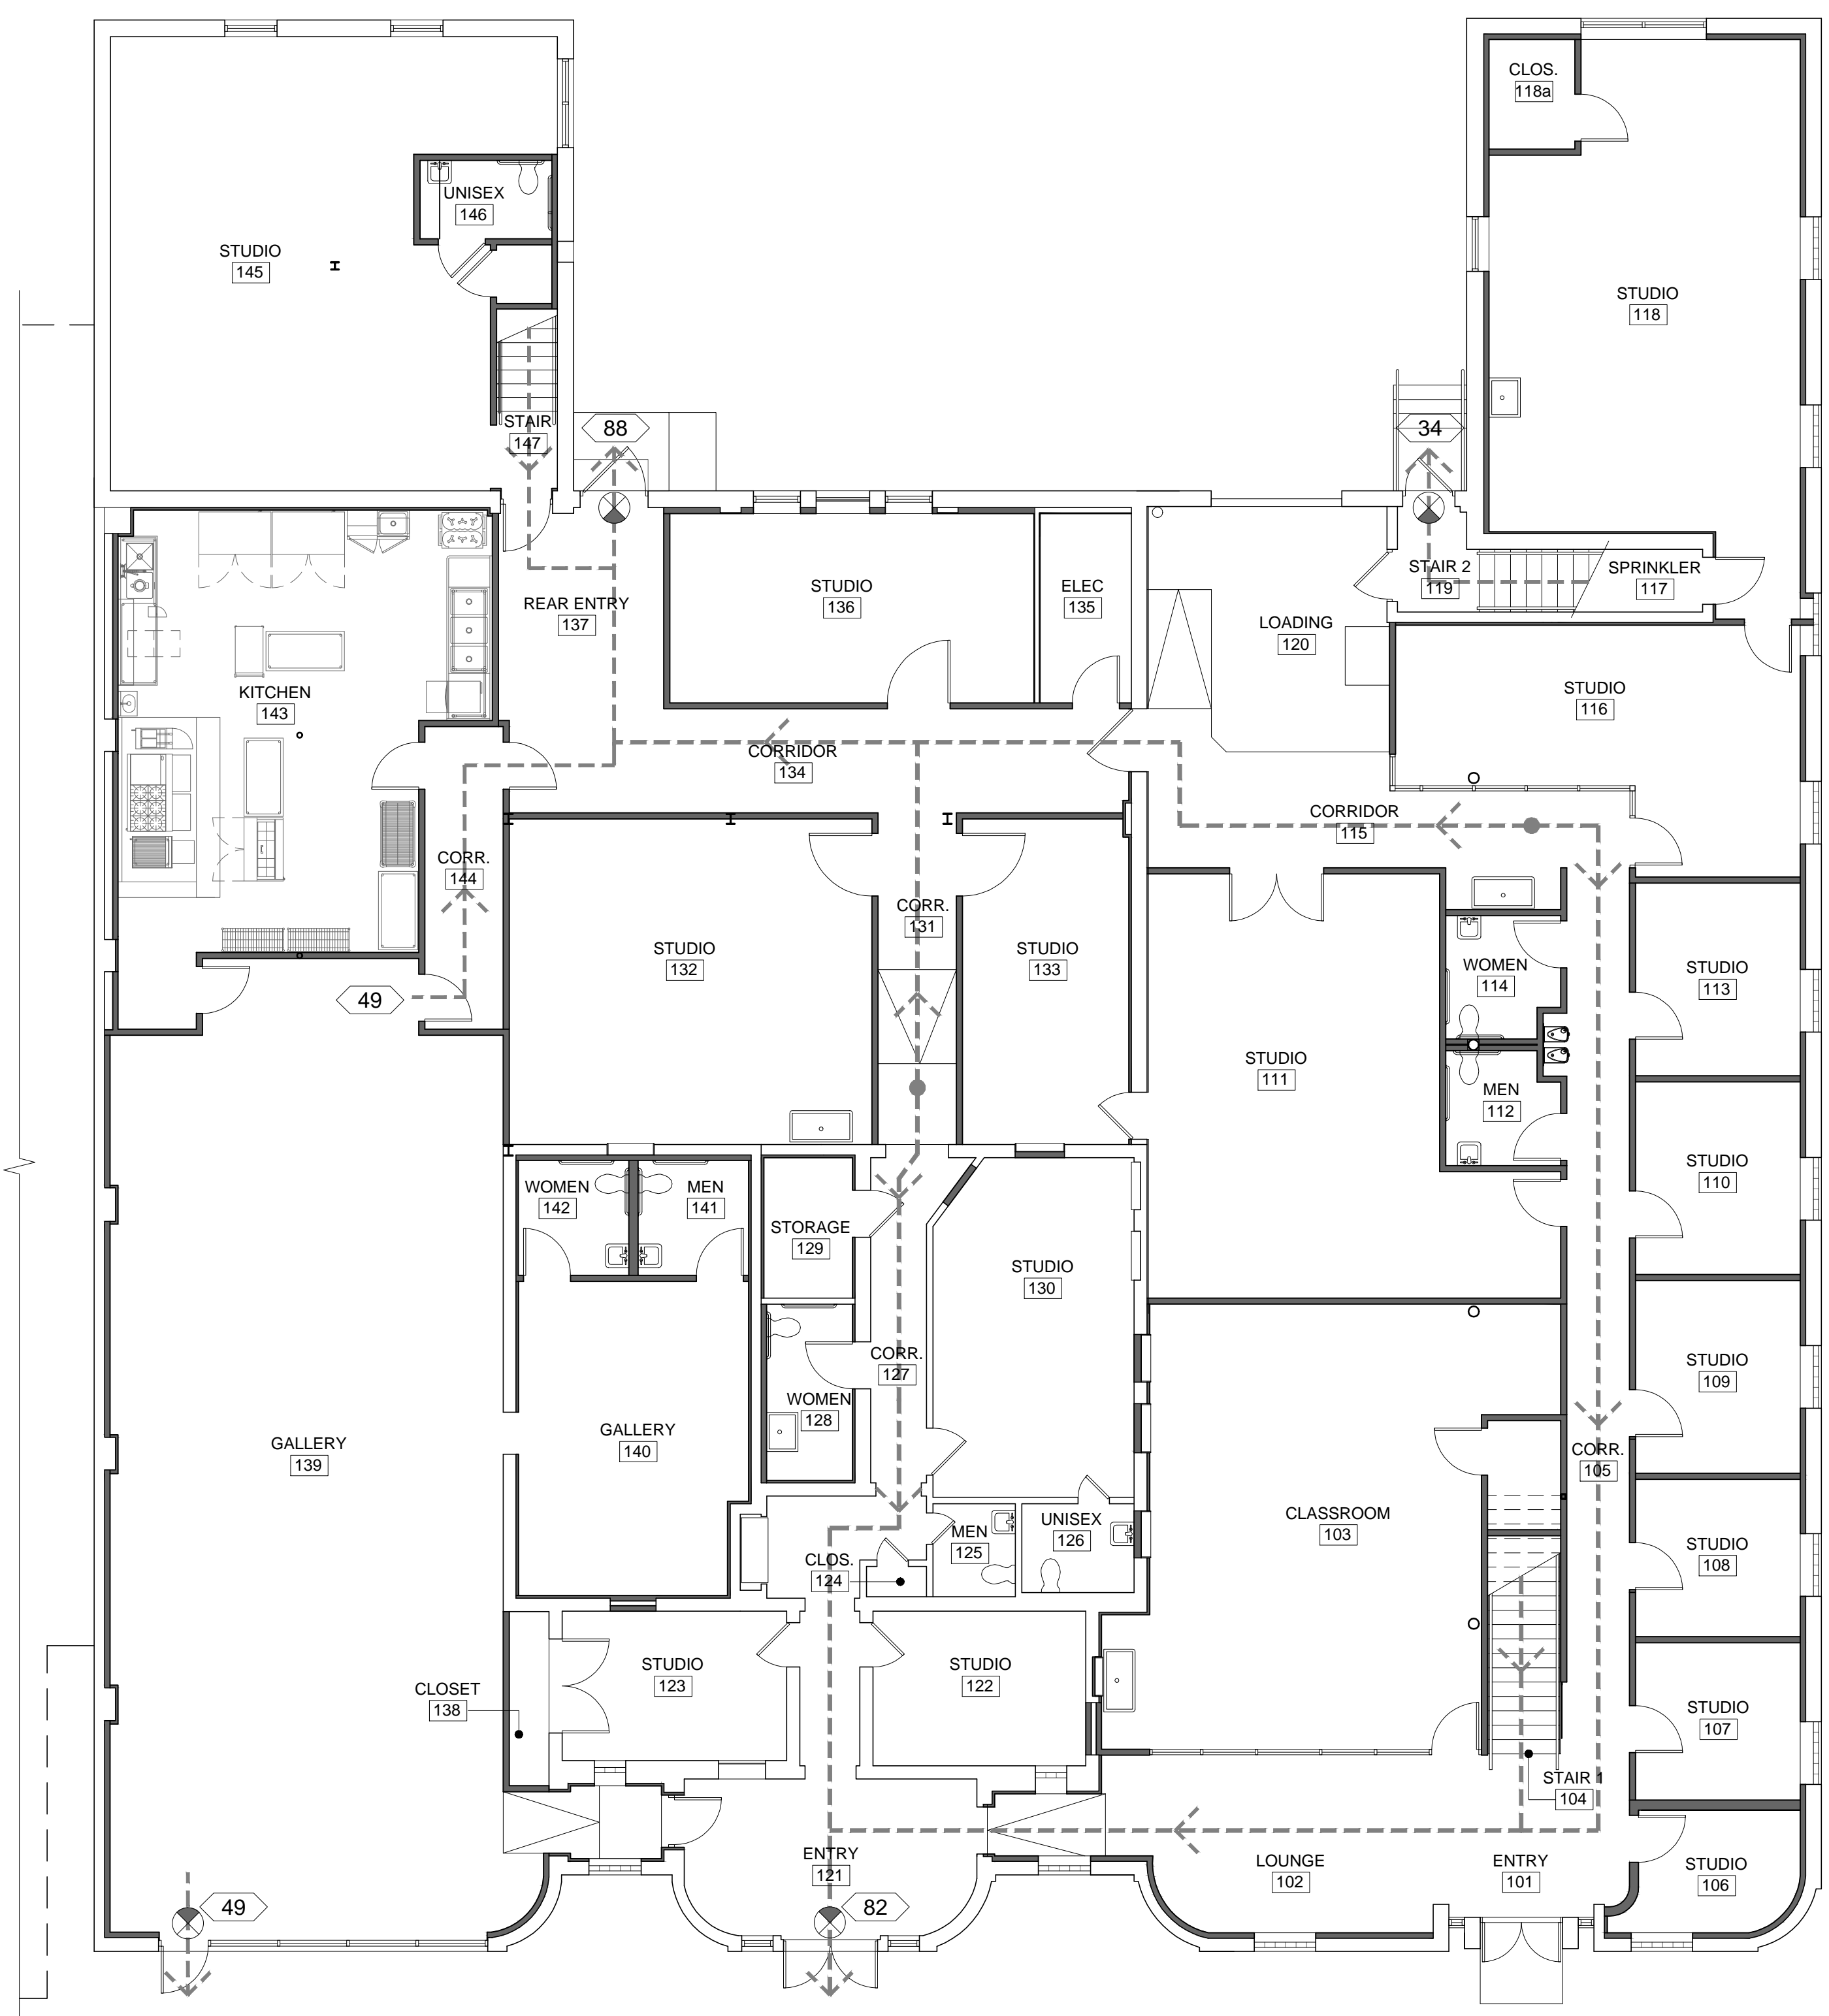 CLOS.
118a
UNISEX
146
STUDIO
145
STUDIO
118
STAIR
147
88
34
STUDIO
136
ELEC
135
STAIR 2
119
SPRINKLER
117
REAR ENTRY
137
LOADING
120
KITCHEN
143
STUDIO
116
CORRIDOR
134
CORRIDOR
115
CORR.
144
CORR.
131
STUDIO
132
STUDIO
133
WOMEN
114
STUDIO
113
49
STUDIO
111
MEN
112
STUDIO
110
WOMEN
142
MEN
141
STORAGE
129
STUDIO
130
CORR.
127
STUDIO
109
WOMEN
128
GALLERY
139
GALLERY
140
CORR.
105
CLASSROOM
103
MEN
125
UNISEX
126
STUDIO
108
CLOS.
124
STUDIO
123
STUDIO
122
CLOSET
138
STUDIO
107
STAIR 1
104
ENTRY
121
LOUNGE
102
ENTRY
101
STUDIO
106
49
82